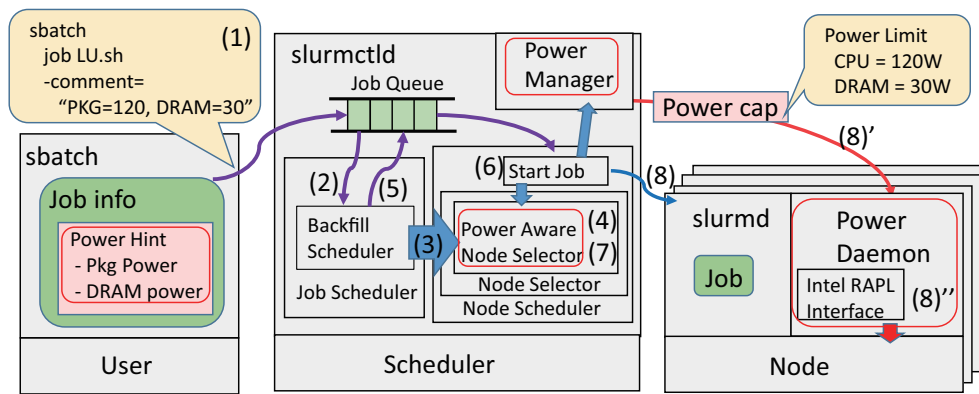 sbatch
(1)
job LU.sh
-comment=
“PKG=120, DRAM=30”
sbatch
Job info
Power Hint
- Pkg Power
- DRAM power
User
slurmctld
Job Queue
Power
Manager
(2)
(5)
Backfill
Scheduler
Job Scheduler
(3)
(6)
Start Job
Power Aware
Node Selector
(4)
(7)
Node Selector
Node Scheduler
Scheduler
Power Limit
CPU = 120W
DRAM = 30W
Power cap
(8)'
(8)
slurmd
Job
Power
Daemon
Intel RAPL
Interface
(8)''
Node